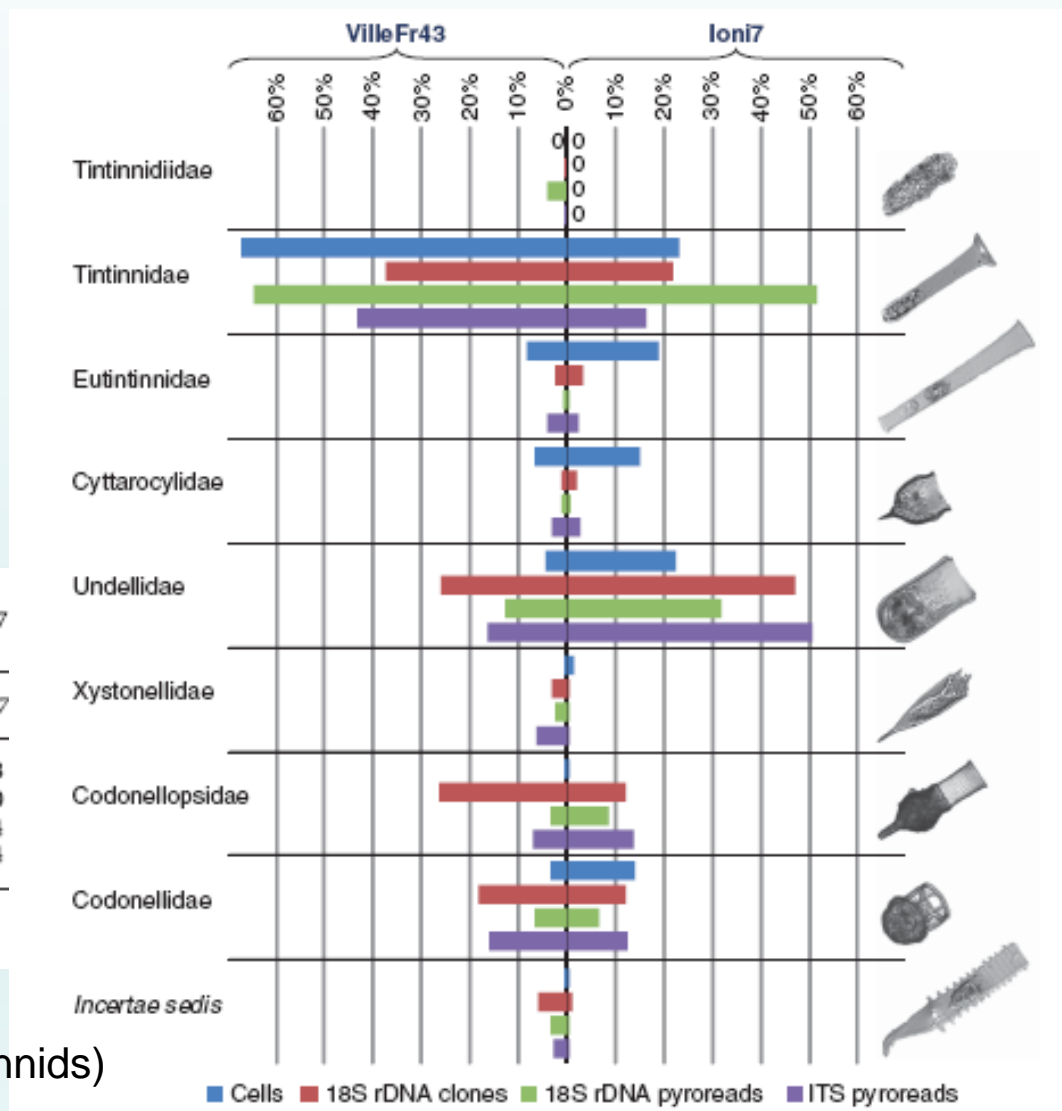 VilleFr43 Ioni7
60% 50% 40% 30% 20% 10% 0% 10% 20% 30% 40% 50% 60%
0 0
Tintinnidiidae 0
0
0
Tintinnidae
Eutintinnidae
Cyttarocylidae
Undellidae
Xystonellidae
Codonellopsidae
Codonellidae
Incertae sedis
nnids)
Cells 18S rDNA clones 18S rDNA pyroreads ITS pyroreads